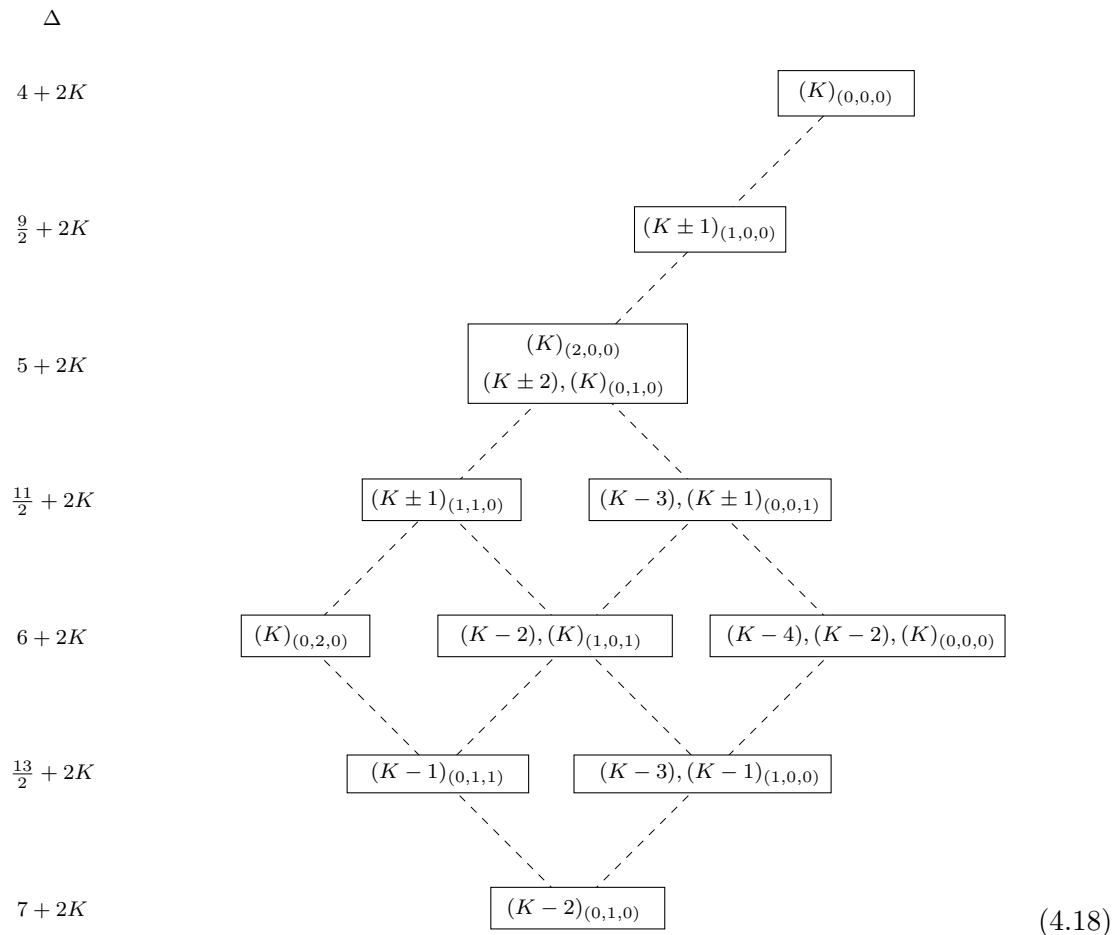 Δ
4 + 2K
(K)(0,0,0)
9/2 + 2K
(K ± 1)(1,0,0)
5 + 2K
(K)(2,0,0)
(K ± 2), (K)(0,1,0)
11/2 + 2K
(K ± 1)(1,1,0)
(K − 3), (K ± 1)(0,0,1)
6 + 2K
(K)(0,2,0)
(K − 2), (K)(1,0,1)
(K − 4), (K − 2), (K)(0,0,0)
13/2 + 2K
(K − 1)(0,1,1)
(K − 3), (K − 1)(1,0,0)
7 + 2K
(K − 2)(0,1,0)
(4.18)